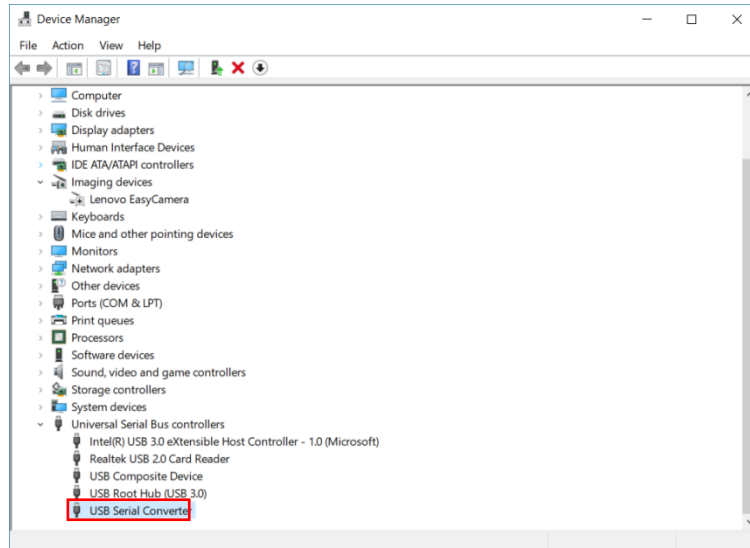 Device Manager
File Action View Help
Computer
Disk drives
Display adapters
Human Interface Devices
IDE ATA/ATAPI controllers
Imaging devices
Lenovo EasyCamera
Keyboards
Mice and other pointing devices
Monitors
Network adapters
Other devices
Ports (COM & LPT)
Print queues
Processors
Software devices
Sound, video and game controllers
Storage controllers
System devices
Universal Serial Bus controllers
Intel(R) USB 3.0 eXtensible Host Controller - 1.0 (Microsoft)
Realtek USB 2.0 Card Reader
USB Composite Device
USB Root Hub (USB 3.0)
USB Serial Converter